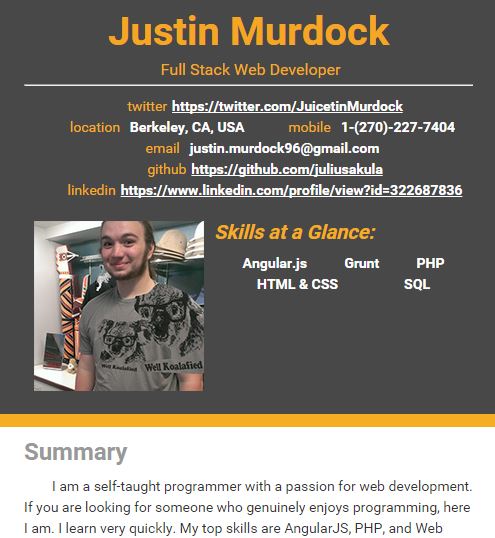 Justin Murdock
Full Stack Web Developer
twitter https://twitter.com/JuicetinMurdock
location Berkeley, CA, USA mobile 1-(270)-227-7404
email justin.murdock96@gmail.com
github https://github.com/juliusakula
linkedin https://www.linkedin.com/profile/view?id=322687836
Skills at a Glance:
Angular.js Grunt PHP
HTML & CSS SQL
Well Koalafied Well Koalafied
Summary
I am a self-taught programmer with a passion for web development.
If you are looking for someone who genuinely enjoys programming, here
I am. I learn very quickly. My top skills are AngularJS, PHP, and Web